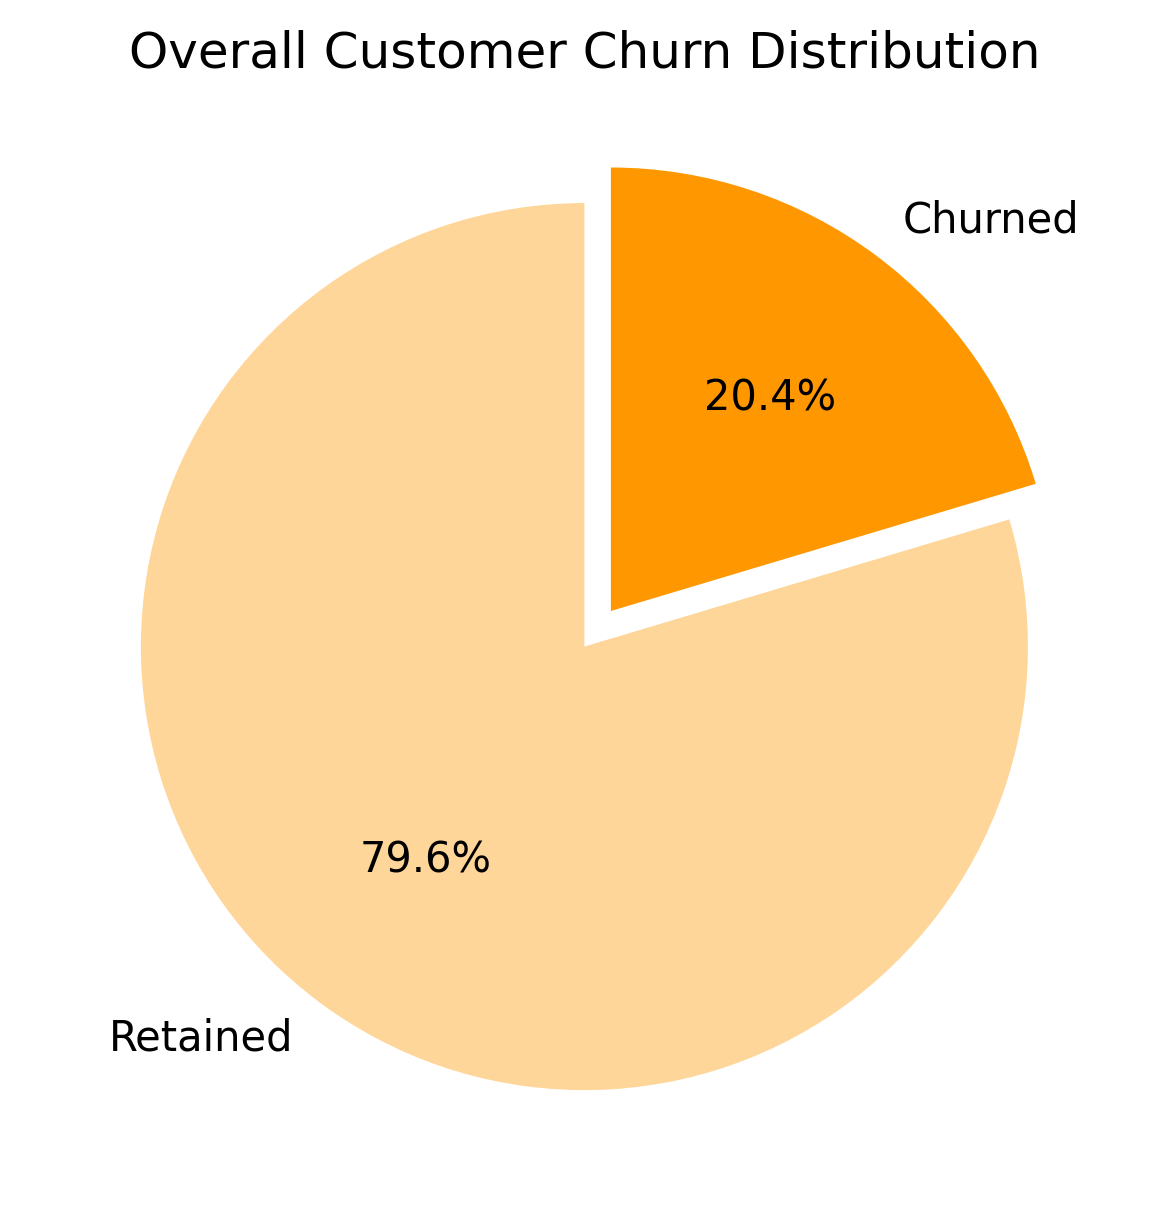 Overall Customer Churn Distribution
Churned
20.4%
79.6%
Retained